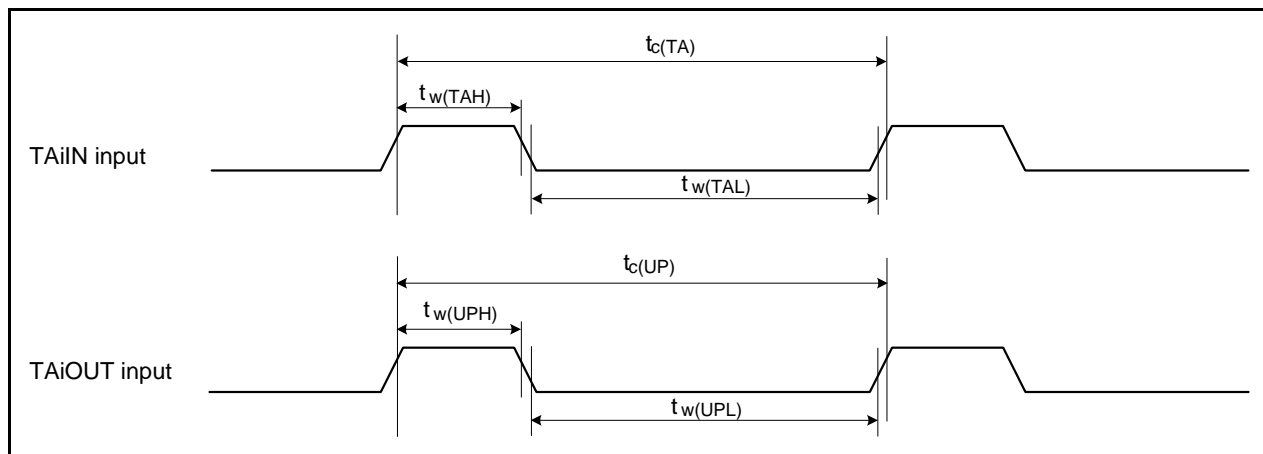 tc(TA)
tw(TAH)
TAiIN input
tw(TAL)
tc(UP)
tw(UPH)
TAiOUT input
tw(UPL)